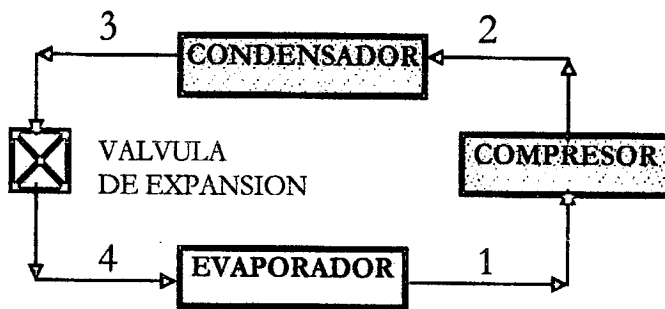 3
CONDENSADOR
2
VALVULA
DE EXPANSION
COMPRESOR
4
EVAPORADOR
1